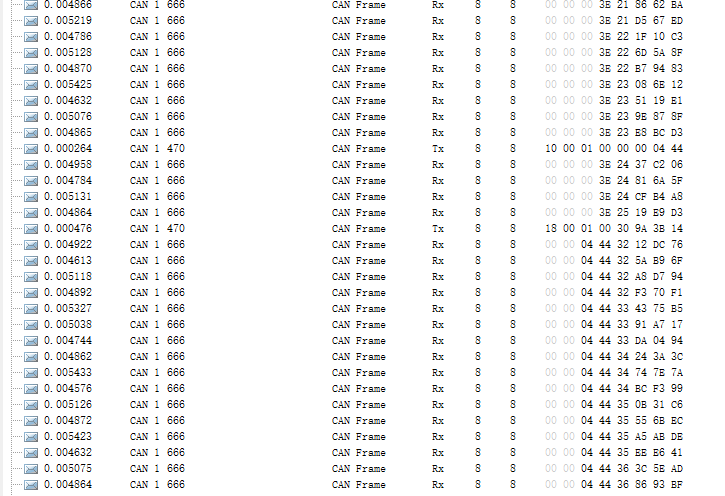 0.004866 CAN 1 666 CAN Frame Rx 8 8 00 00 00 3E 21 86 62 BA
0.005219 CAN 1 666 CAN Frame Rx 8 8 00 00 00 3E 21 D5 67 ED
0.004786 CAN 1 666 CAN Frame Rx 8 8 00 00 00 3E 22 1F 10 C3
0.005128 CAN 1 666 CAN Frame Rx 8 8 00 00 00 3E 22 6D 5A 8F
0.004870 CAN 1 666 CAN Frame Rx 8 8 00 00 00 3E 22 B7 94 83
0.005425 CAN 1 666 CAN Frame Rx 8 8 00 00 00 3E 23 08 6E 12
0.004632 CAN 1 666 CAN Frame Rx 8 8 00 00 00 3E 23 51 19 E1
0.005076 CAN 1 666 CAN Frame Rx 8 8 00 00 00 3E 23 9E 87 8F
0.004865 CAN 1 666 CAN Frame Rx 8 8 00 00 00 3E 23 E8 BC D3
0.000264 CAN 1 470 CAN Frame Tx 8 8 10 00 01 00 00 00 04 44
0.004958 CAN 1 666 CAN Frame Rx 8 8 00 00 00 3E 24 37 C2 06
0.004784 CAN 1 666 CAN Frame Rx 8 8 00 00 00 3E 24 81 6A 5F
0.005131 CAN 1 666 CAN Frame Rx 8 8 00 00 00 3E 24 CF B4 A8
0.004864 CAN 1 666 CAN Frame Rx 8 8 00 00 00 3E 25 19 E9 D3
0.000476 CAN 1 470 CAN Frame Tx 8 8 18 00 01 00 30 9A 3B 14
0.004922 CAN 1 666 CAN Frame Rx 8 8 00 00 04 44 32 12 DC 76
0.004613 CAN 1 666 CAN Frame Rx 8 8 00 00 04 44 32 5A B9 6F
0.005118 CAN 1 666 CAN Frame Rx 8 8 00 00 04 44 32 A8 D7 94
0.004892 CAN 1 666 CAN Frame Rx 8 8 00 00 04 44 32 F3 70 F1
0.005327 CAN 1 666 CAN Frame Rx 8 8 00 00 04 44 33 43 75 B5
0.005038 CAN 1 666 CAN Frame Rx 8 8 00 00 04 44 33 91 A7 17
0.004744 CAN 1 666 CAN Frame Rx 8 8 00 00 04 44 33 DA 04 94
0.004862 CAN 1 666 CAN Frame Rx 8 8 00 00 04 44 34 24 3A 3C
0.005433 CAN 1 666 CAN Frame Rx 8 8 00 00 04 44 34 74 7E 7A
0.004576 CAN 1 666 CAN Frame Rx 8 8 00 00 04 44 34 BC F3 99
0.005126 CAN 1 666 CAN Frame Rx 8 8 00 00 04 44 35 0B 31 C6
0.004872 CAN 1 666 CAN Frame Rx 8 8 00 00 04 44 35 55 6B EC
0.005423 CAN 1 666 CAN Frame Rx 8 8 00 00 04 44 35 A5 AB DE
0.004632 CAN 1 666 CAN Frame Rx 8 8 00 00 04 44 35 EE E6 41
0.005075 CAN 1 666 CAN Frame Rx 8 8 00 00 04 44 36 3C 5E AD
0.004864 CAN 1 666 CAN Frame Rx 8 8 00 00 04 44 36 86 93 BF